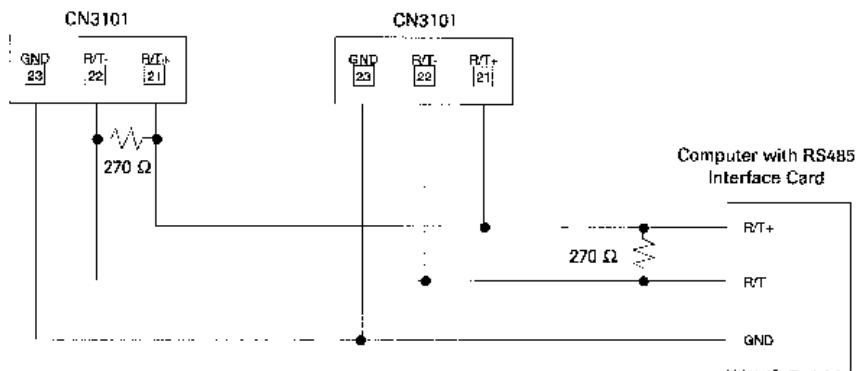 CN3101
GND R/T- R/T+
23 22 21
270 Ω
CN3101
GND R/T- R/T+
23 22 21
Computer with RS485
Interface Card
R/T+
270 Ω
R/T
GND